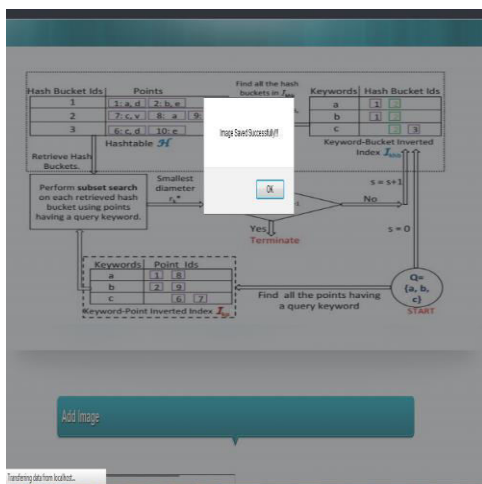 Find all the hash
buckets in I
Hash Bucket Ids Points
Keywords Hash Bucket Ids
1 1: a, d 2: b, e
2 7: c, v 8: a 9:
3 6: c, d 10: e
a 1 2
b 1 2
c 2 3
Hashtable H
Keyword-Bucket Inverted
Index I
Image Saved Successfully!!!
OK
Retrieve Hash
Buckets.
Perform subset search
on each retrieved hash
bucket using points
having a query keyword.
Smallest
diameter
r *
s = s+1
No
Yes
Terminate
s = 0
Keywords Point Ids
a 1 8
b 2 9
c 6 7
Keyword-Point Inverted Index I
Find all the points having
a query keyword
Q=
{a, b,
c}
START
Add Image
Transferring data from localhost...